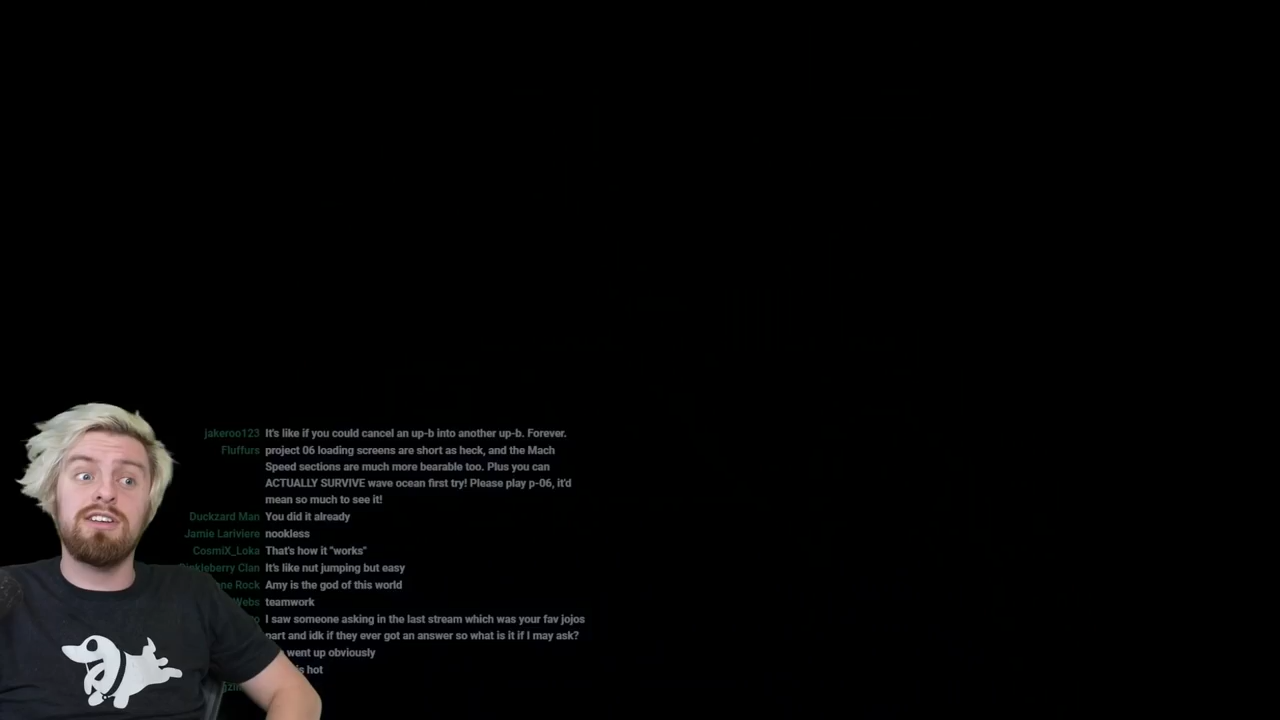 jakeroo123 It's like if you could cancel an up-b into another up-b. Forever.
Fluffurs project 06 loading screens are short as heck, and the Mach
Speed sections are much more bearable too. Plus you can
ACTUALLY SURVIVE wave ocean first try! Please play p-06, it'd
mean so much to see it!
Duckzard Man You did it already
Jamie Lariviere nookless
CosmiX_Loka That's how it "works"
Clan It's like nut jumping but easy
Rock Amy is the god of this world
Webs teamwork
I saw someone asking in the last stream which was your fav jojos
part and idk if they ever got an answer so what is it if I may ask?
went up obviously
is hot